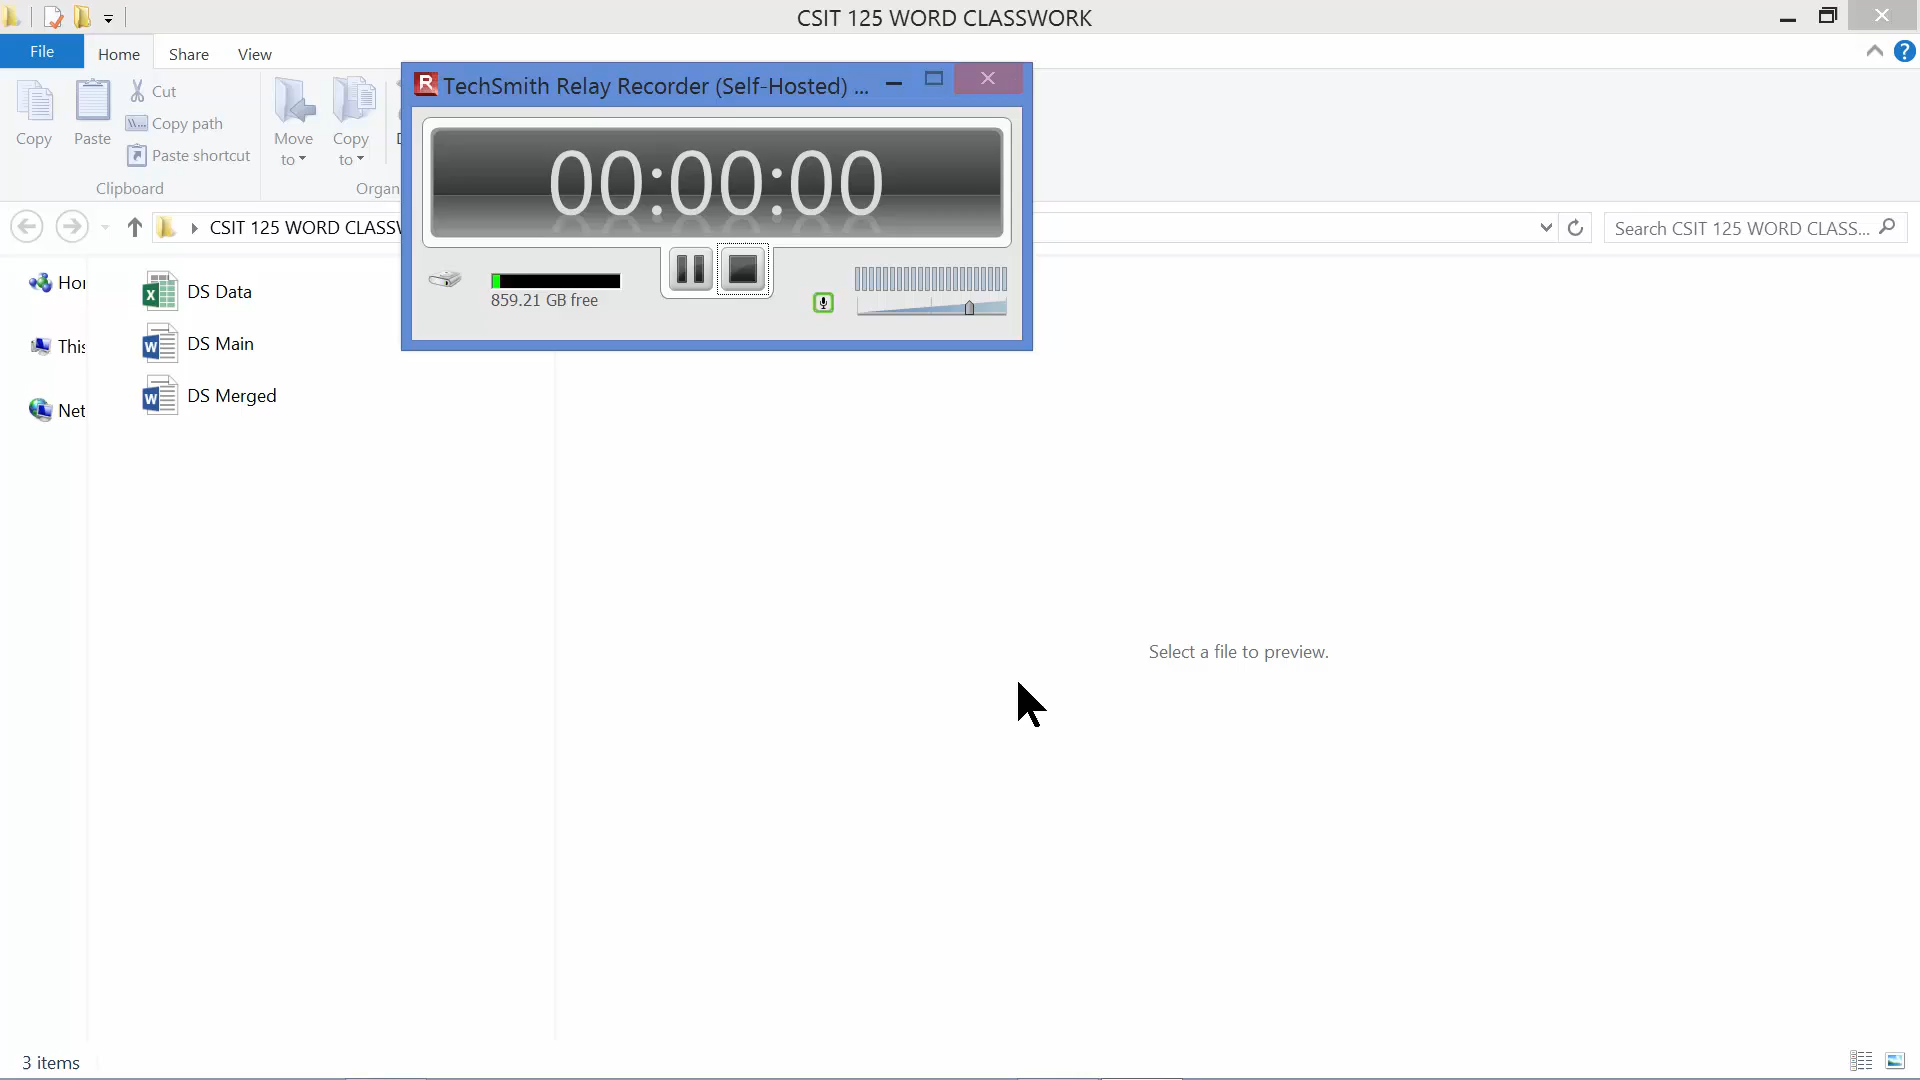 CSIT 125 WORD CLASSWORK
File
Home
Share
View
Copy
Paste
Cut
Copy path
Paste shortcut
Clipboard
Move to
Copy to
Organ
TechSmith Relay Recorder (Self-Hosted) ...
00:00:00
859.21 GB free
CSIT 125 WORD CLASSW
Search CSIT 125 WORD CLASS...
Hor
This
Net
DS Data
DS Main
DS Merged
Select a file to preview.
3 items